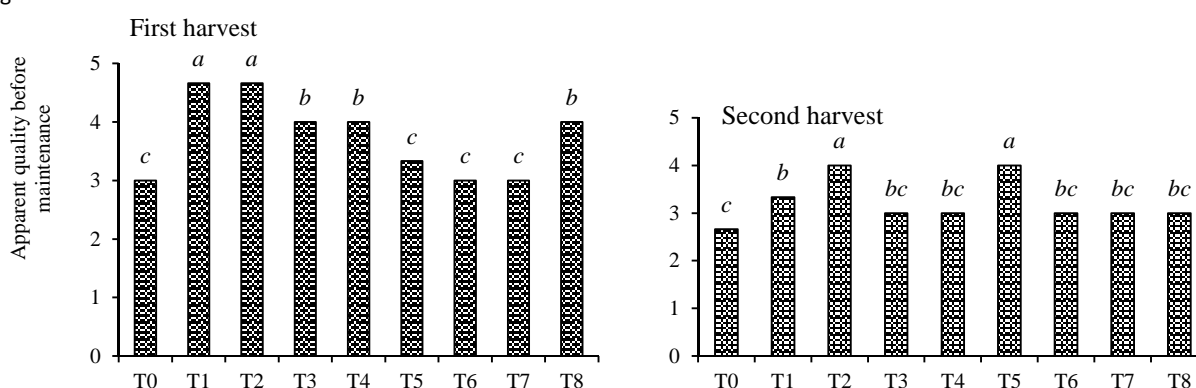 First harvest
Apparent quality before
maintenance
5
4
3
2
1
0
c
a
a
b
b
c
c
c
b
T0 T1 T2 T3 T4 T5 T6 T7 T8
Second harvest
5
4
3
2
1
0
c
b
a
bc
bc
a
bc
bc
bc
T0 T1 T2 T3 T4 T5 T6 T7 T8